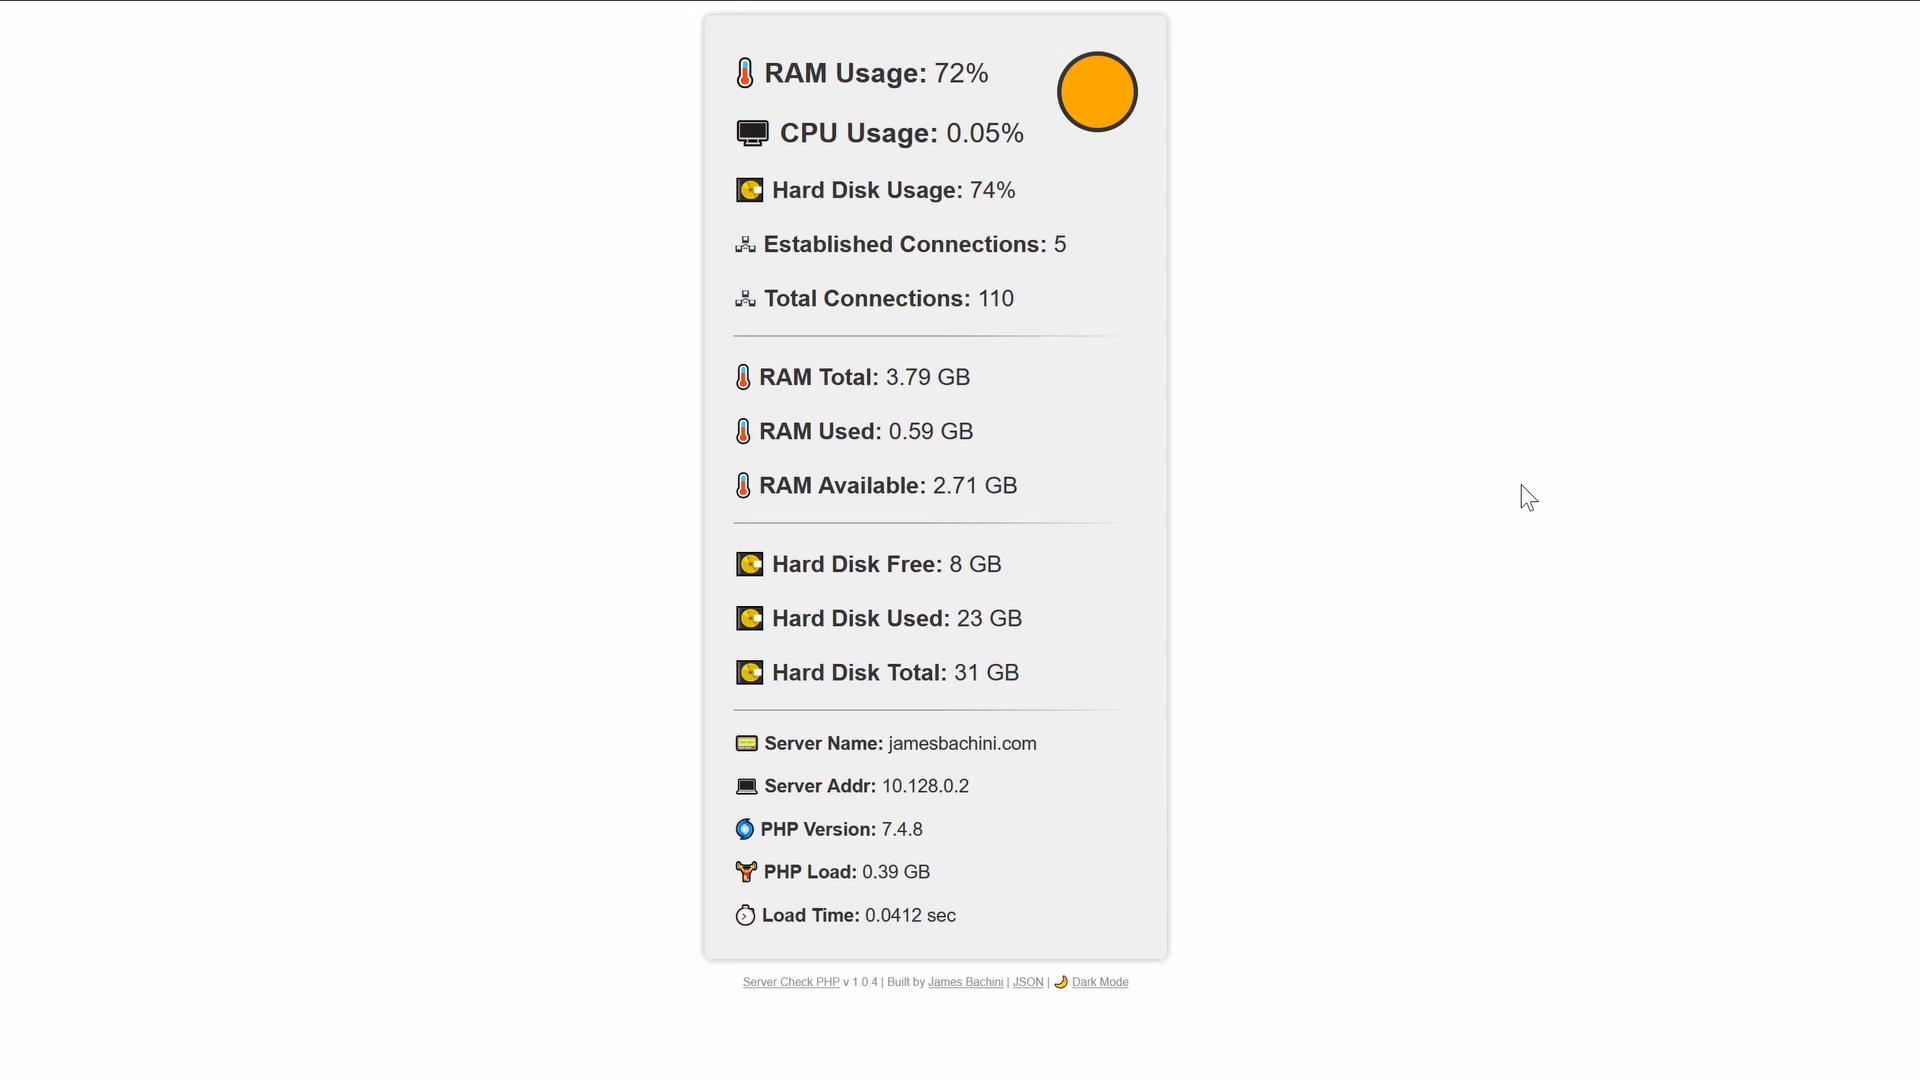 RAM Usage: 72%
CPU Usage: 0.05%
Hard Disk Usage: 74%
Established Connections: 5
Total Connections: 110
RAM Total: 3.79 GB
RAM Used: 0.59 GB
RAM Available: 2.71 GB
Hard Disk Free: 8 GB
Hard Disk Used: 23 GB
Hard Disk Total: 31 GB
Server Name: jamesbachini.com
Server Addr: 10.128.0.2
PHP Version: 7.4.8
PHP Load: 0.39 GB
Load Time: 0.0412 sec
Server Check PHP v 1.0.4 | Built by James Bachini | JSON | 🌙 Dark Mode